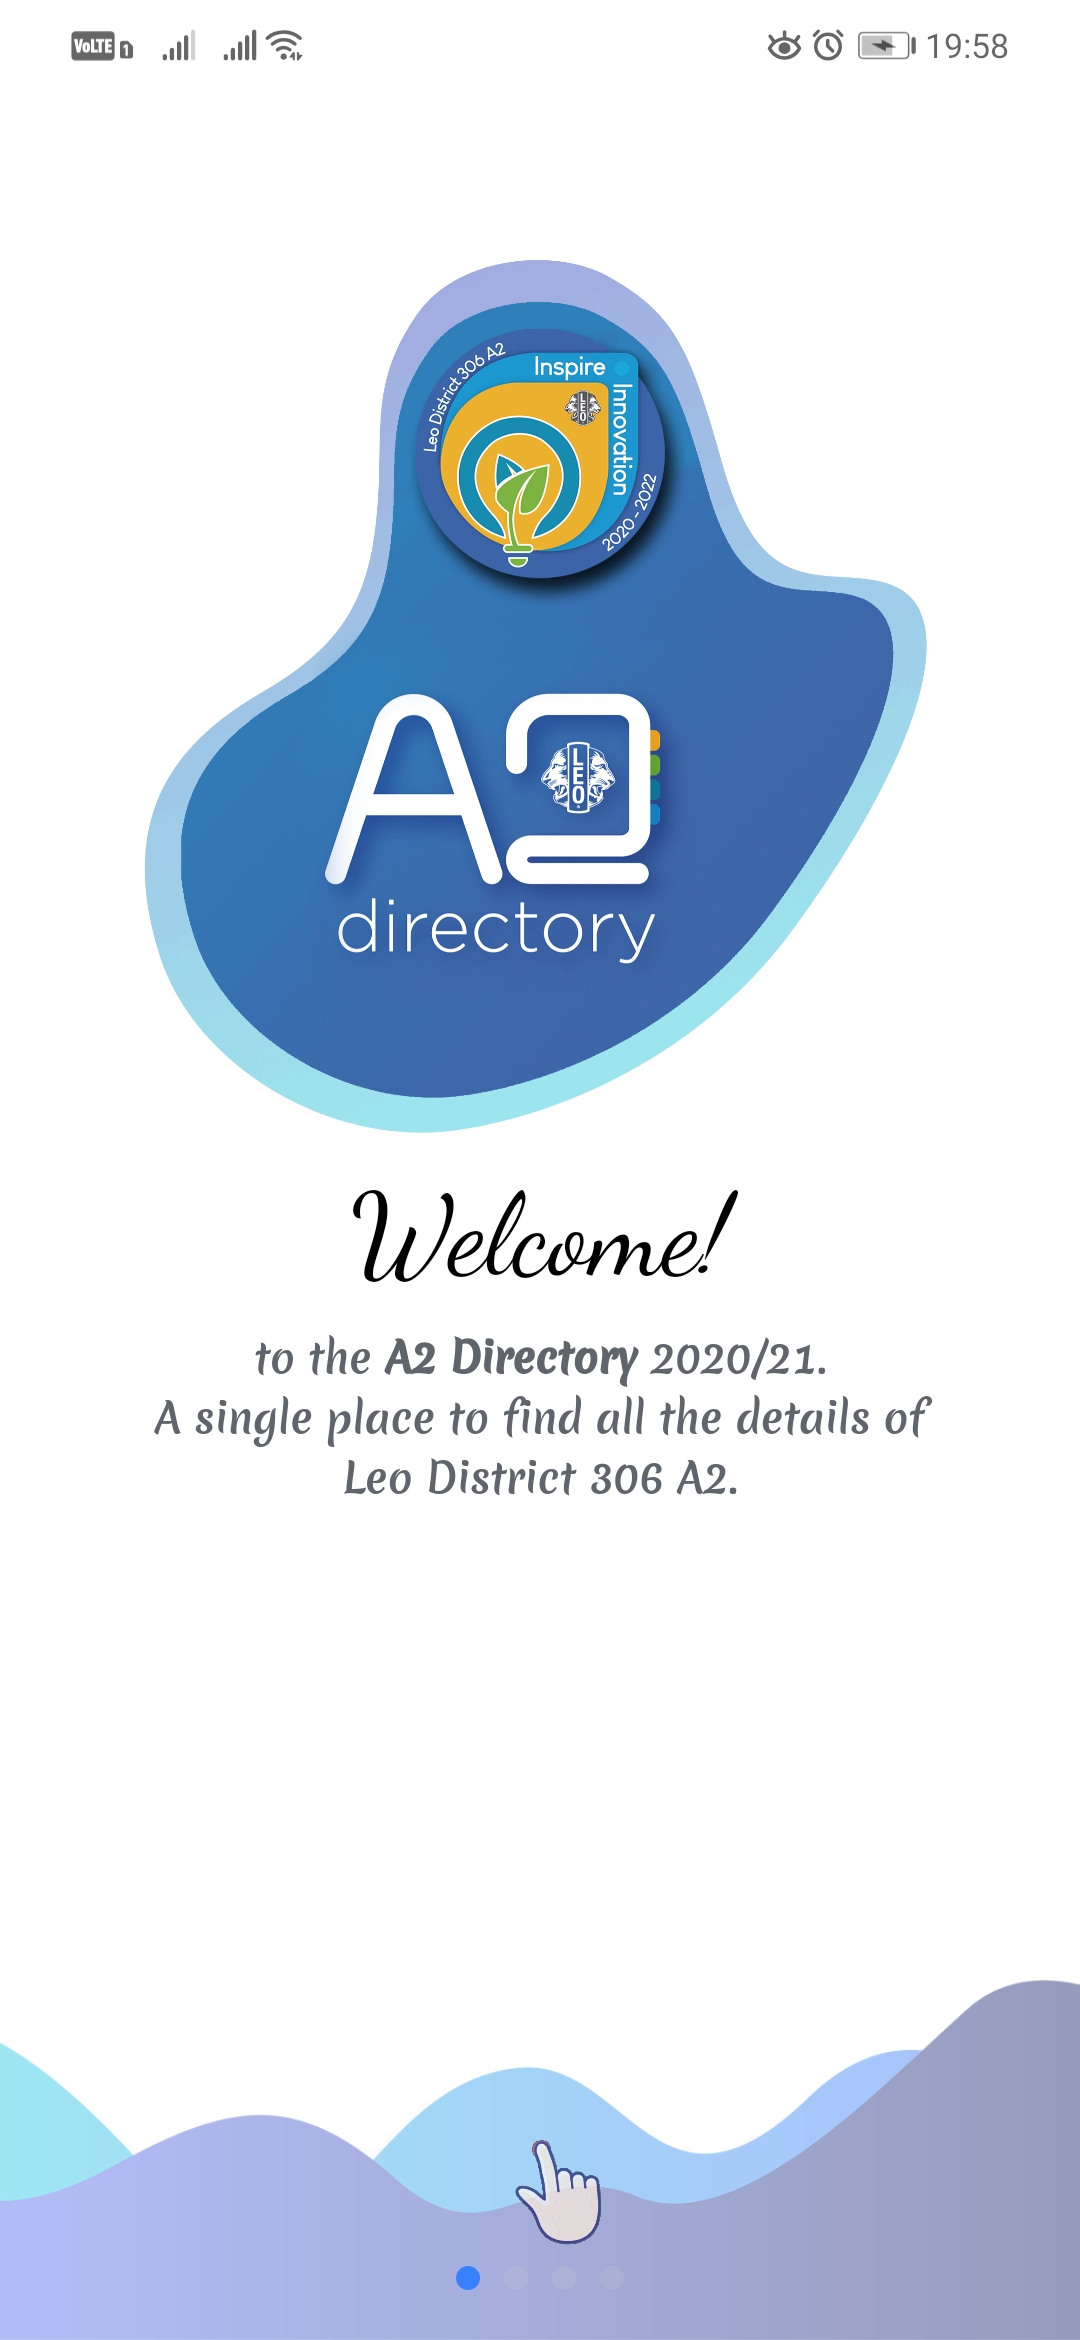 VoLTE 1
19:58
Leo District 306 A2
Inspire
Innovation
2020 - 2022
LEO
A2
LEO
directory
Welcome!
to the A2 Directory 2020/21.
A single place to find all the details of
Leo District 306 A2.